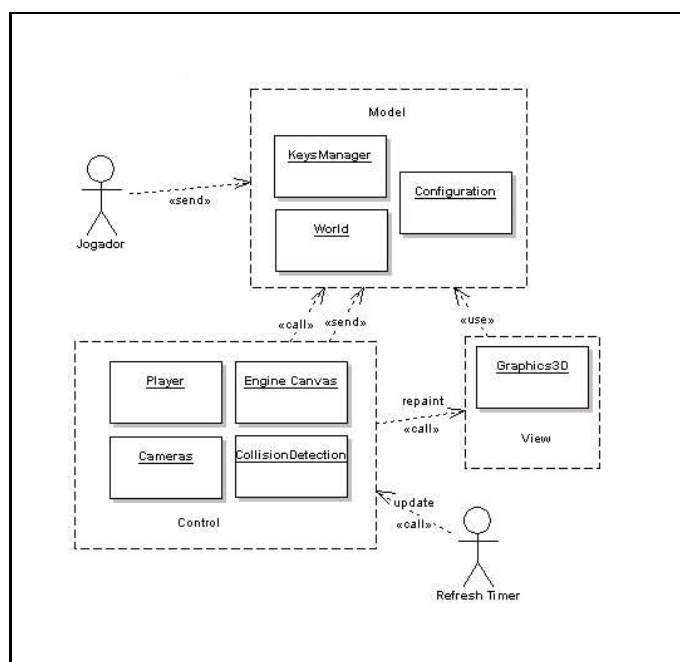 Model
KeysManager
Configuration
«send»
World
Jogador
«call»
«send»
«use»
Player
Engine Canvas
Graphics3D
repaint
«call»
Cameras
CollisionDetection
View
Control
update
«call»
Refresh Timer